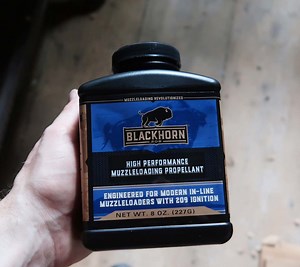 MUZZLELOADING REVOLUTIONIZED
BLACKHORN
HIGH PERFORMANCE
MUZZLELOADING PROPELLANT
ENGINEERED FOR MODERN IN-LINE
MUZZLELOADERS WITH 209 IGNITION
NET WT. 8 OZ. (227G)